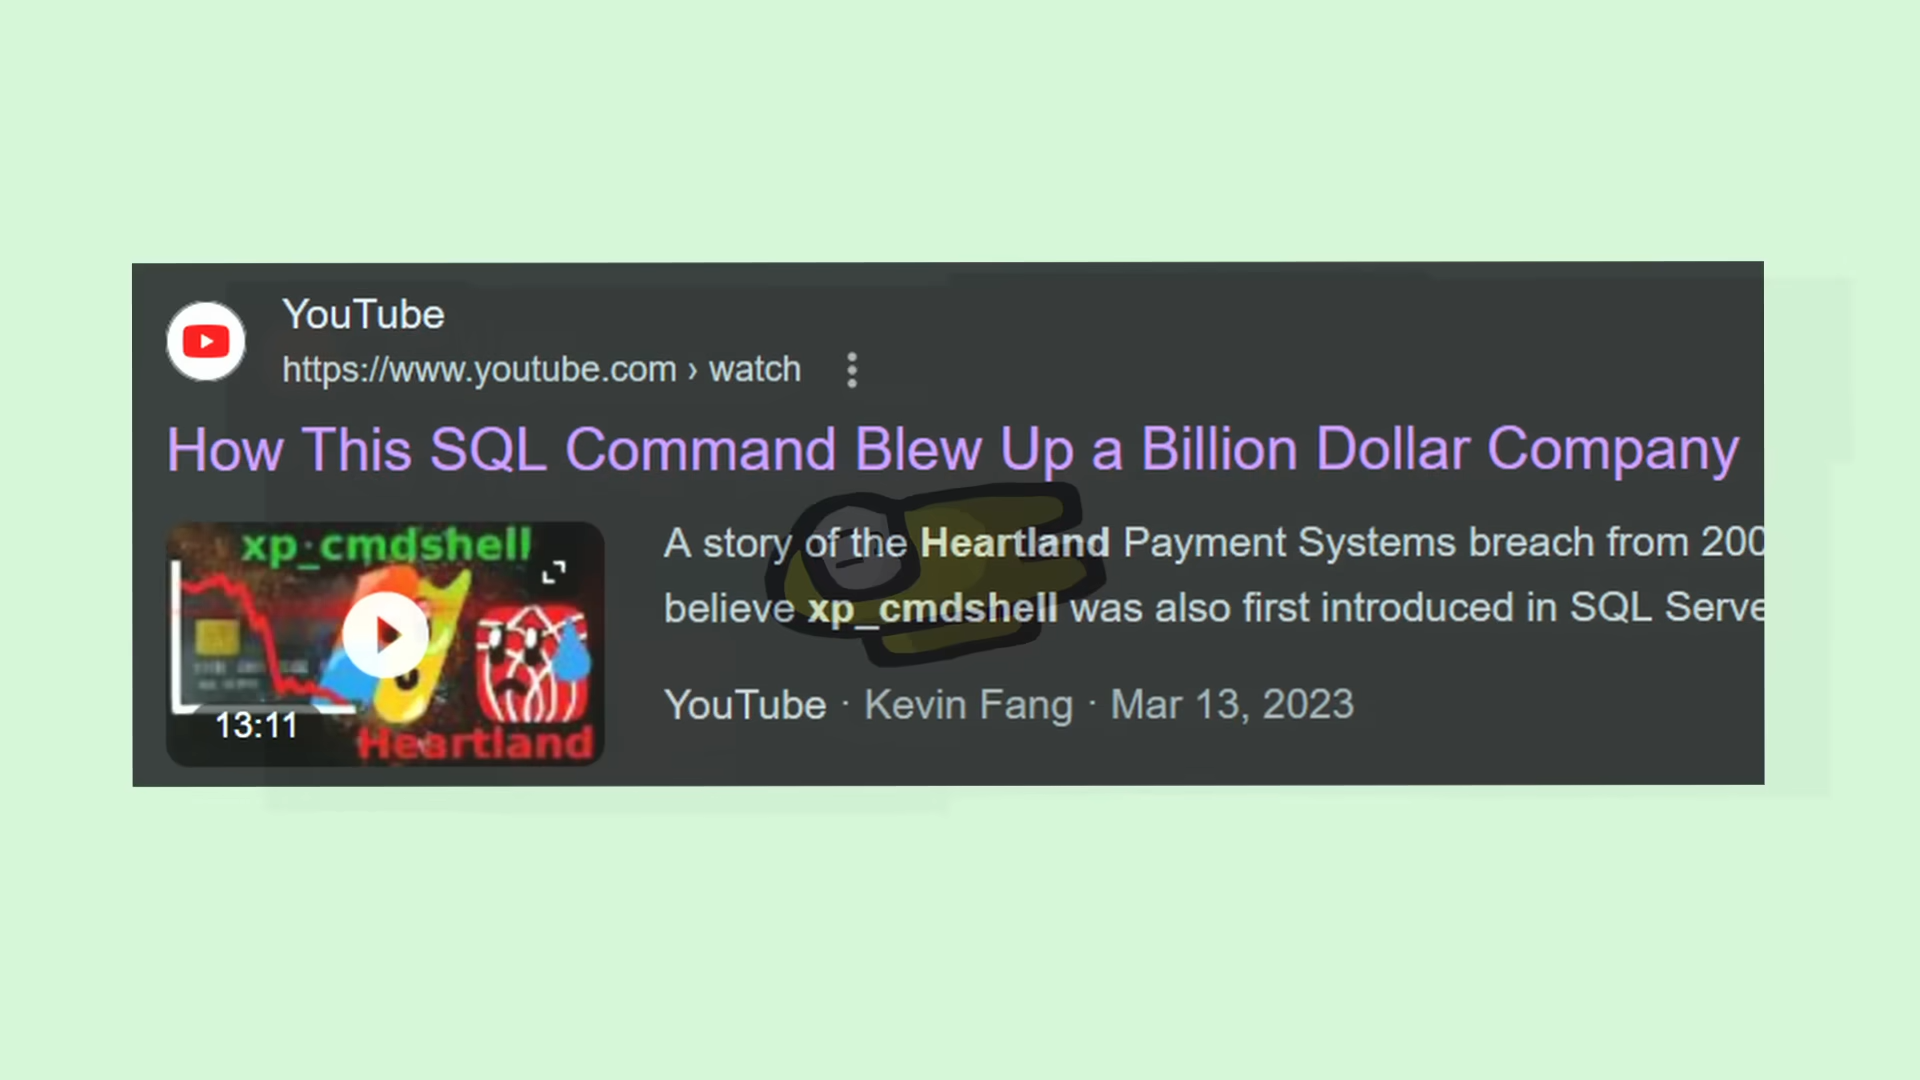 YouTube
https://www.youtube.com › watch
How This SQL Command Blew Up a Billion Dollar Company
xp_cmdshell
13:11
Heartland
A story of the Heartland Payment Systems breach from 200
believe xp_cmdshell was also first introduced in SQL Serve
YouTube · Kevin Fang · Mar 13, 2023